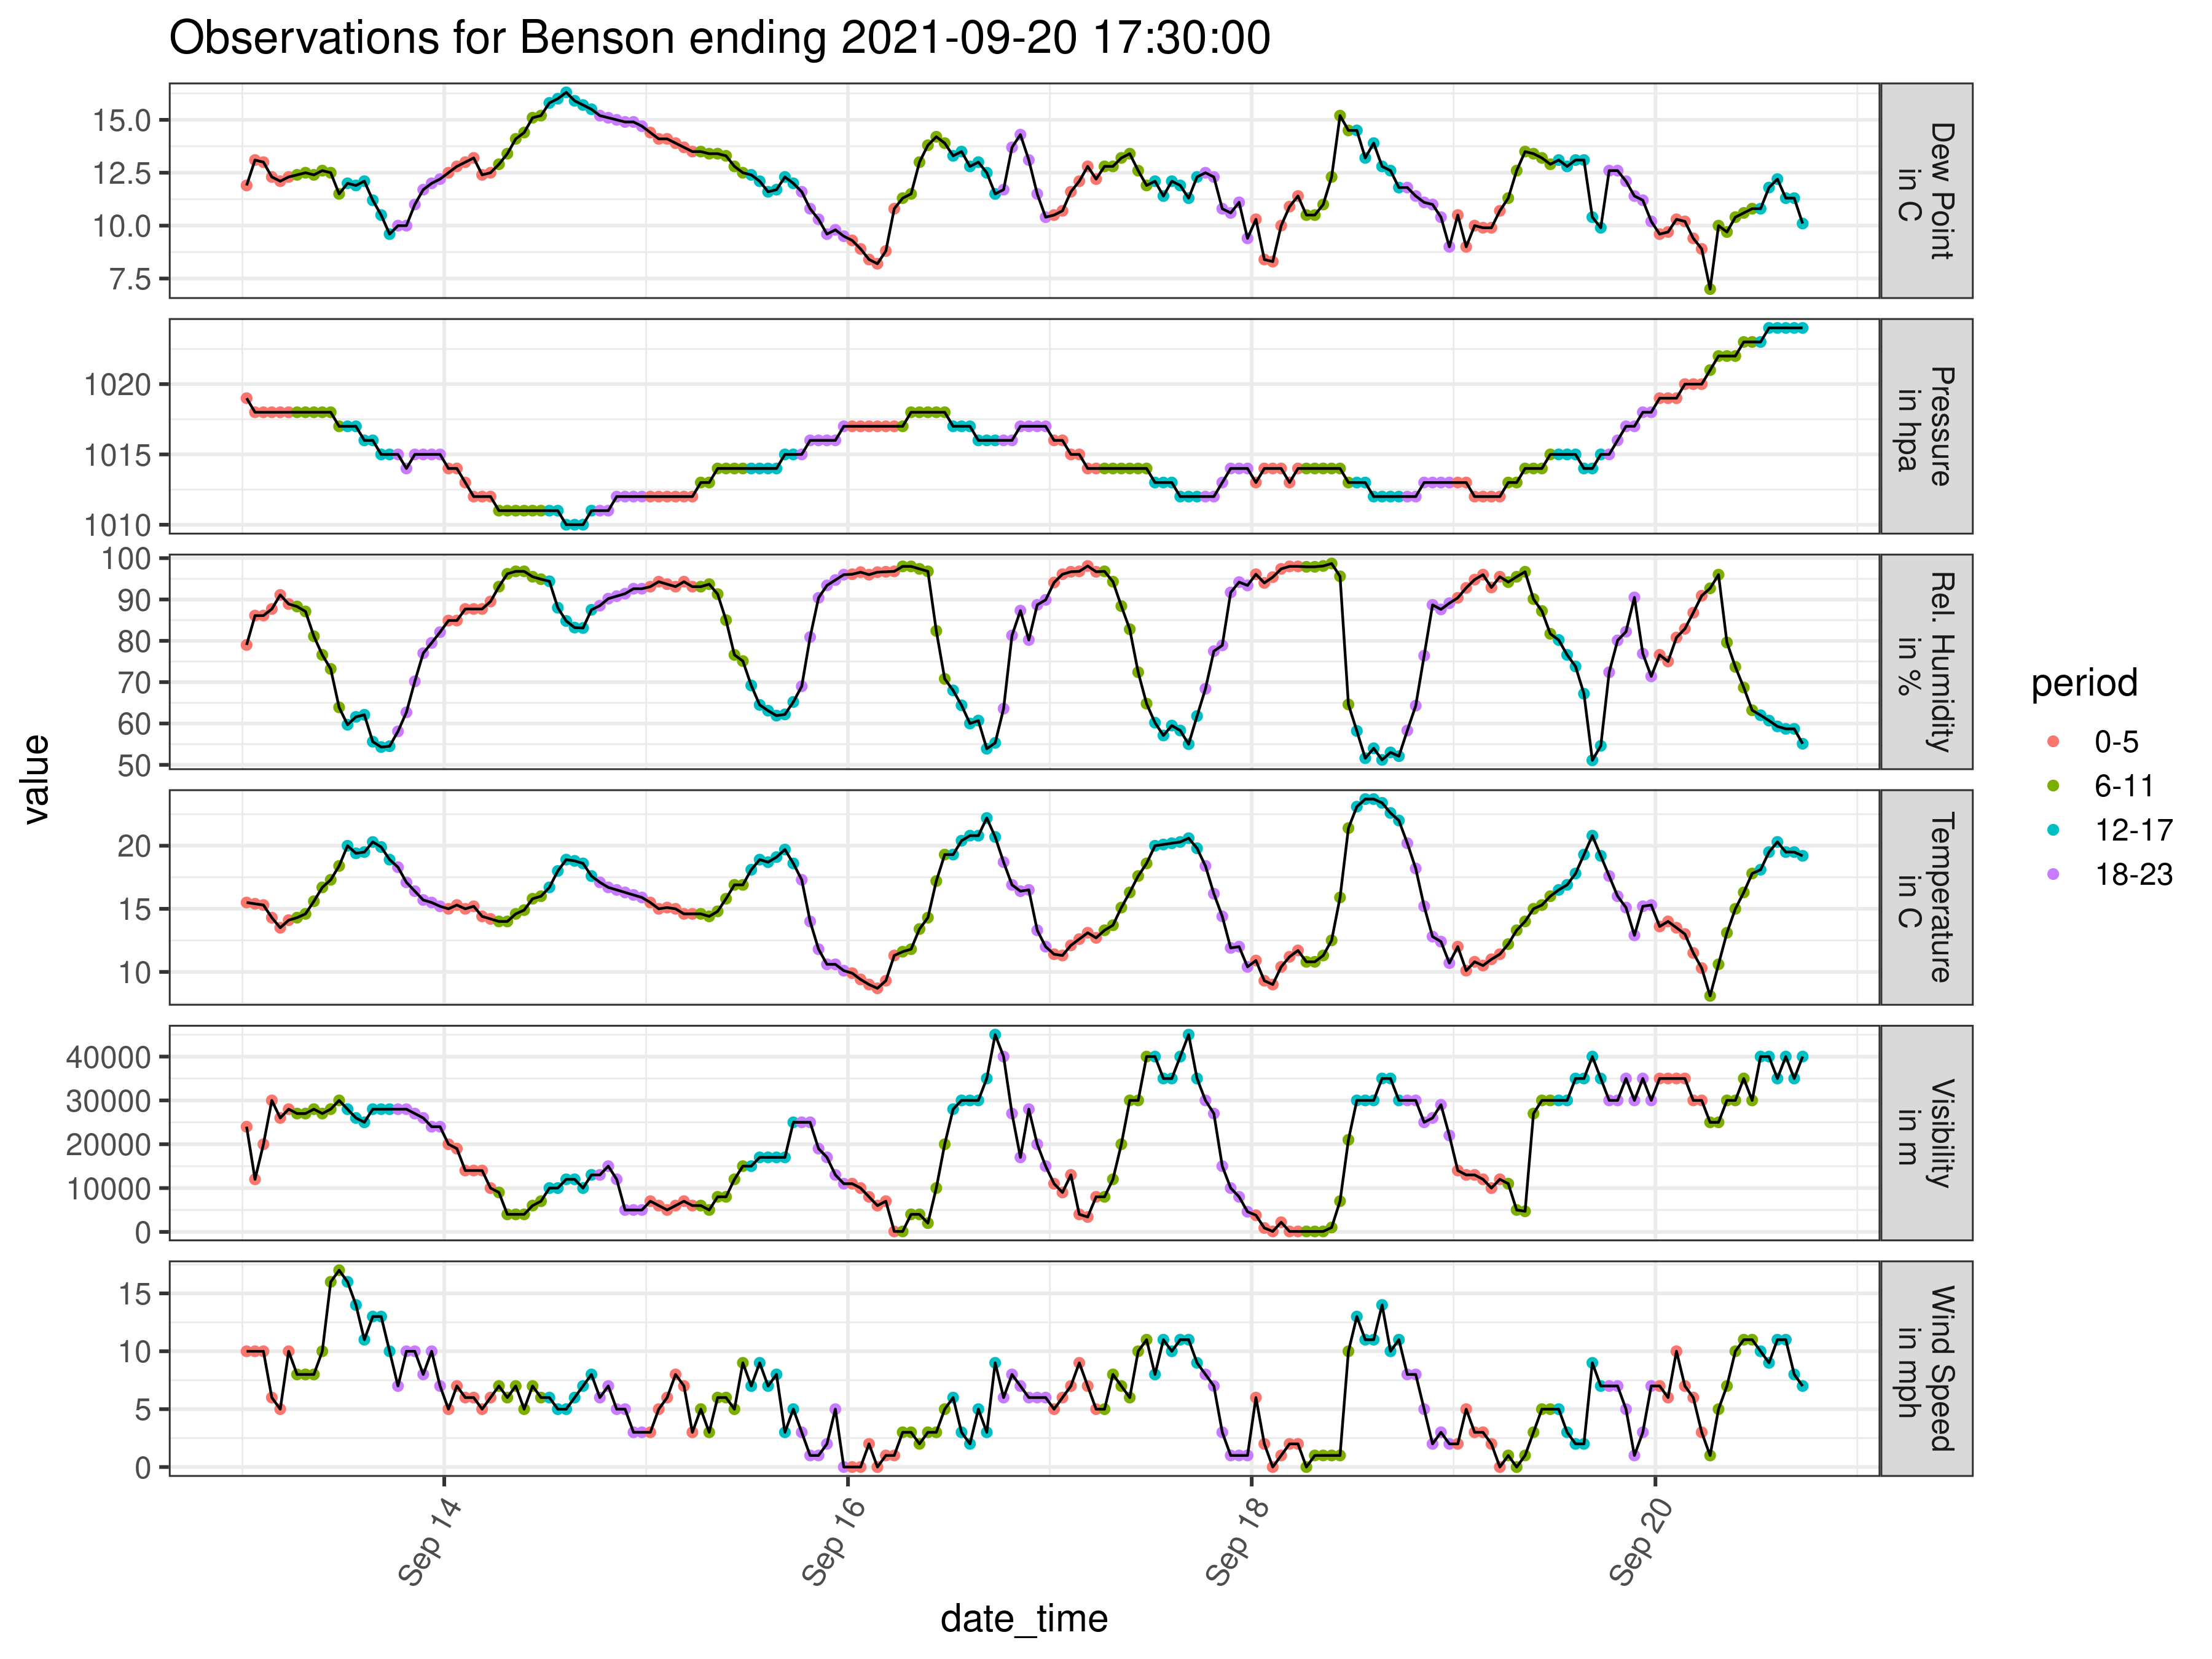 Observations for Benson ending 2021-09-20 17:30:00
value
15.0
12.5
10.0
7.5
Dew Point
in C
1020
1015
1010
Pressure
in hpa
100
90
80
70
60
50
Rel. Humidity
in %
20
15
10
Temperature
in C
40000
30000
20000
10000
0
Visibility
in m
15
10
5
0
Wind Speed
in mph
Sep 14
Sep 16
Sep 18
Sep 20
date_time
period
0-5
6-11
12-17
18-23